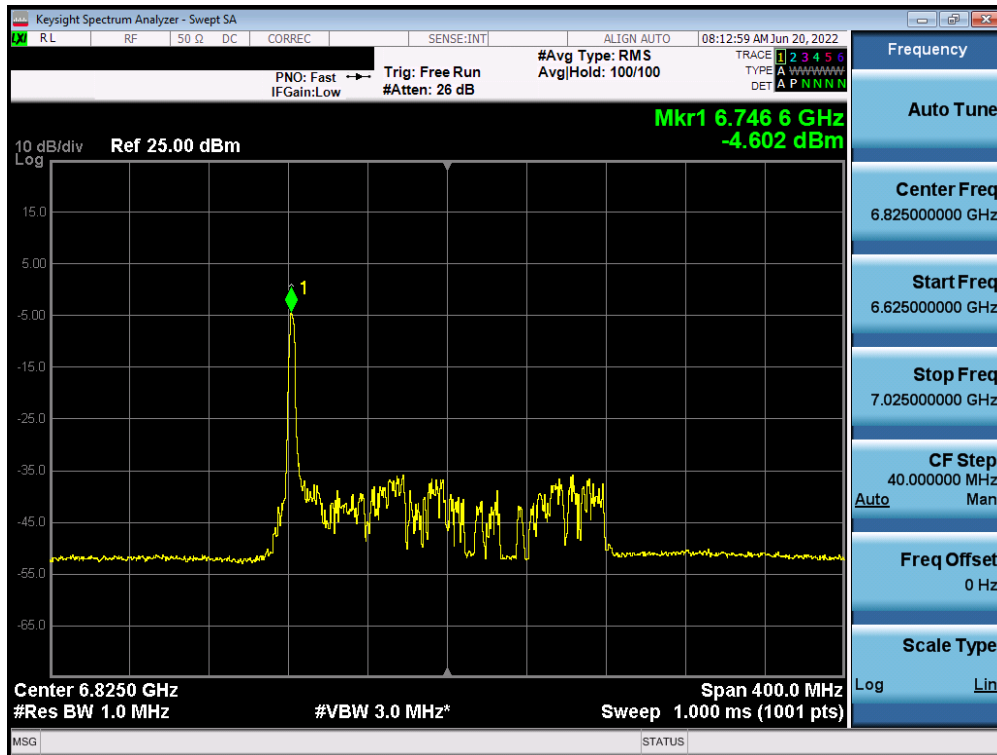 Keysight Spectrum Analyzer - Swept SA
LXI RL RF 50 Ω DC CORREC SENSE:INT ALIGN AUTO 08:12:59 AM Jun 20, 2022
Frequency
PNO: Fast
IFGain:Low
Trig: Free Run
#Atten: 26 dB
#Avg Type: RMS
Avg|Hold: 100/100
TRACE 1 2 3 4 5 6
TYPE A WWWWW
DET A P N N N N
Mkr1 6.746 6 GHz
-4.602 dBm
10 dB/div Ref 25.00 dBm
Log
15.0
5.00
-5.00
-15.0
-25.0
-35.0
-45.0
-55.0
-65.0
1
Center 6.8250 GHz Span 400.0 MHz
#Res BW 1.0 MHz #VBW 3.0 MHz* Sweep 1.000 ms (1001 pts)
MSG STATUS
Auto Tune
Center Freq
6.825000000 GHz
Start Freq
6.625000000 GHz
Stop Freq
7.025000000 GHz
CF Step
40.000000 MHz
Auto Man
Freq Offset
0 Hz
Scale Type
Log Lin